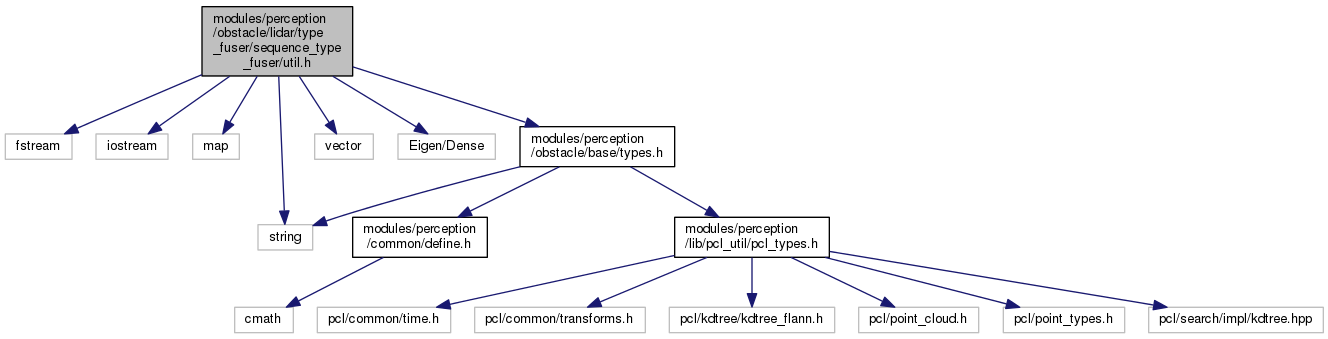 modules/perception
/obstacle/lidar/type
_fuser/sequence_type
_fuser/util.h
fstream
iostream
map
vector
Eigen/Dense
modules/perception
/obstacle/base/types.h
string
modules/perception
/common/define.h
modules/perception
/lib/pcl_util/pcl_types.h
cmath
pcl/common/time.h
pcl/common/transforms.h
pcl/kdtree/kdtree_flann.h
pcl/point_cloud.h
pcl/point_types.h
pcl/search/impl/kdtree.hpp